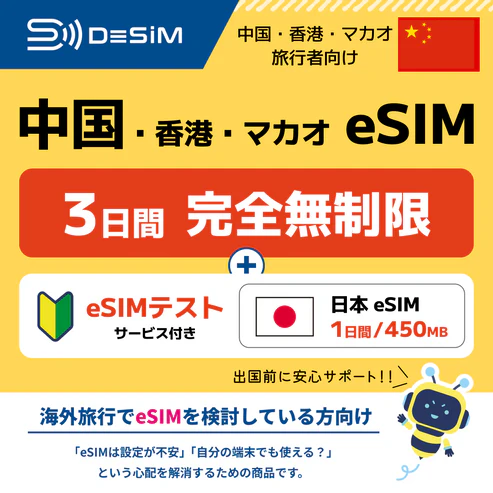 DeSiM
中国・香港・マカオ
旅行者向け
中国・香港・マカオ eSIM
3日間 完全無制限
+
eSIMテスト
サービス付き
日本 eSIM
1日間/450MB
出国前に安心サポート!!
海外旅行でeSIMを検討している方向け
「eSIMは設定が不安」「自分の端末でも使える?」
という心配を解消するための商品です。